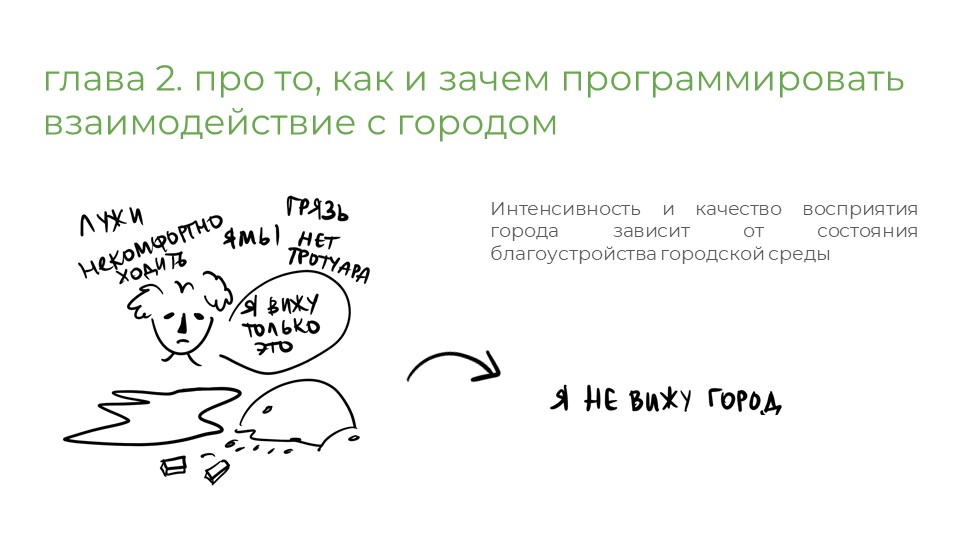 глава 2. про то, как и зачем программировать
взаимодействие с городом
Интенсивность и качество восприятия
города зависит от состояния
благоустройства городской среды
ЛУЖИ
НЕКОМФОРТНО
ХОДИТЬ
ЯМЫ
ГРЯЗЬ
НЕТ
ТРОТУАРА
Я ВИЖУ
ТОЛЬКО
ЭТО
Я НЕ ВИЖУ ГОРОД